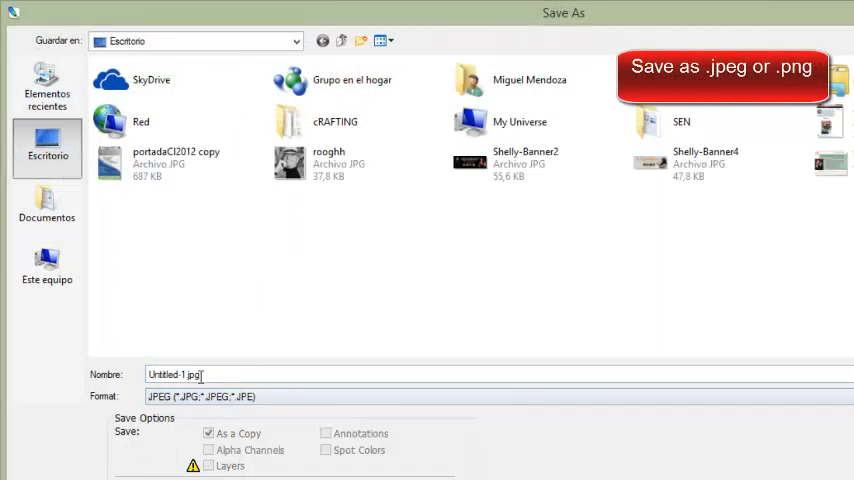 Save As
Guardar en:
Escritorio
Save as .jpeg or .png
Elementos
recientes
Escritorio
Documentos
Este equipo
SkyDrive
Grupo en el hogar
Miguel Mendoza
Red
cRAFTING
My Universe
SEN
portadaCI2012 copy
Archivo JPG
687 KB
rooghh
Archivo JPG
37,8 KB
Shelly-Banner2
Archivo JPG
55,6 KB
Shelly-Banner4
Archivo JPG
47,8 KB
Nombre:
Untitled-1.jpg
Format:
JPEG (*.JPG;*.JPEG;*.JPE)
Save Options
Save:
As a Copy
Annotations
Alpha Channels
Spot Colors
Layers